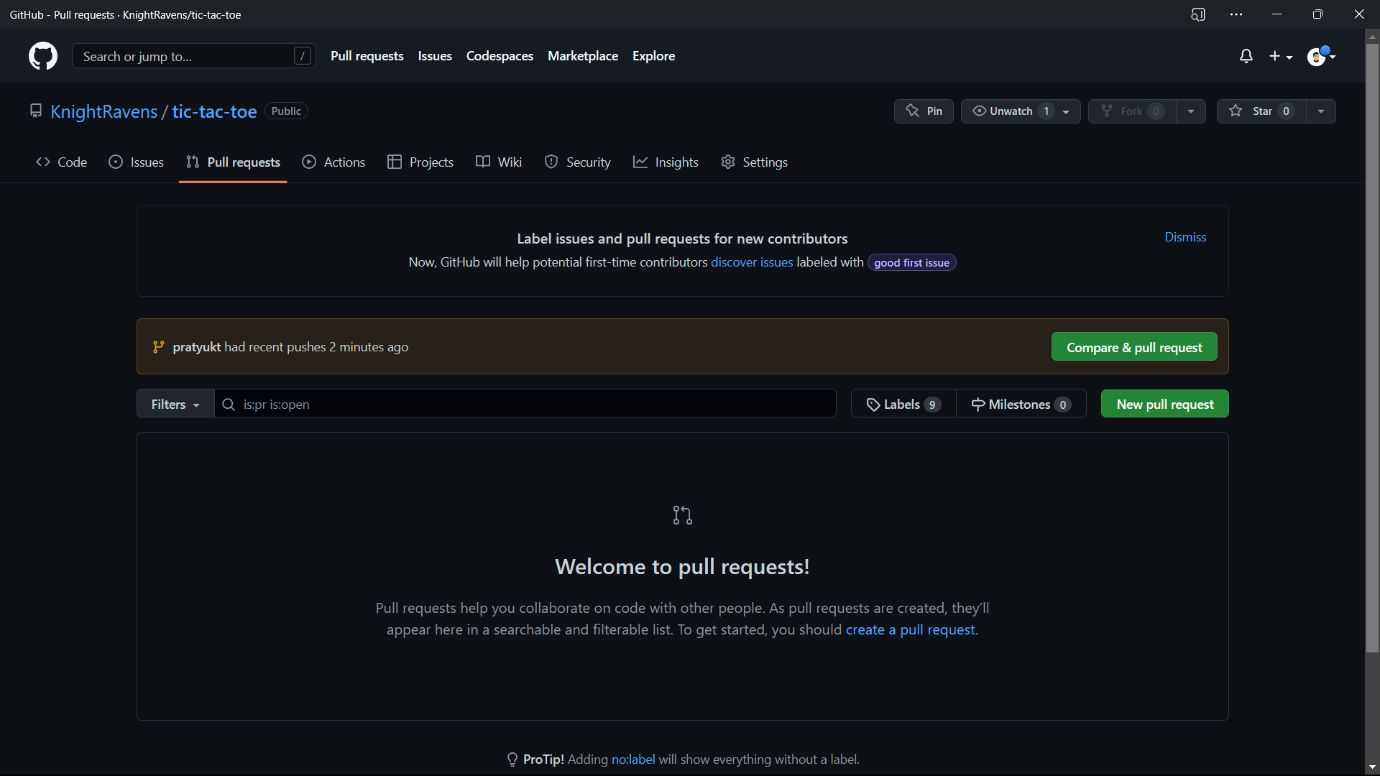 GitHub - Pull requests · KnightRavens/tic-tac-toe
Search or jump to... / Pull requests Issues Codespaces Marketplace Explore
KnightRavens / tic-tac-toe Public Pin Unwatch 1 Fork 0 Star 0
Code Issues Pull requests Actions Projects Wiki Security Insights Settings
Label issues and pull requests for new contributors Dismiss
Now, GitHub will help potential first-time contributors discover issues labeled with good first issue
pratyukt had recent pushes 2 minutes ago Compare & pull request
Filters is:pr is:open Labels 9 Milestones 0 New pull request
Welcome to pull requests!
Pull requests help you collaborate on code with other people. As pull requests are created, they'll
appear here in a searchable and filterable list. To get started, you should create a pull request.
ProTip! Adding no:label will show everything without a label.